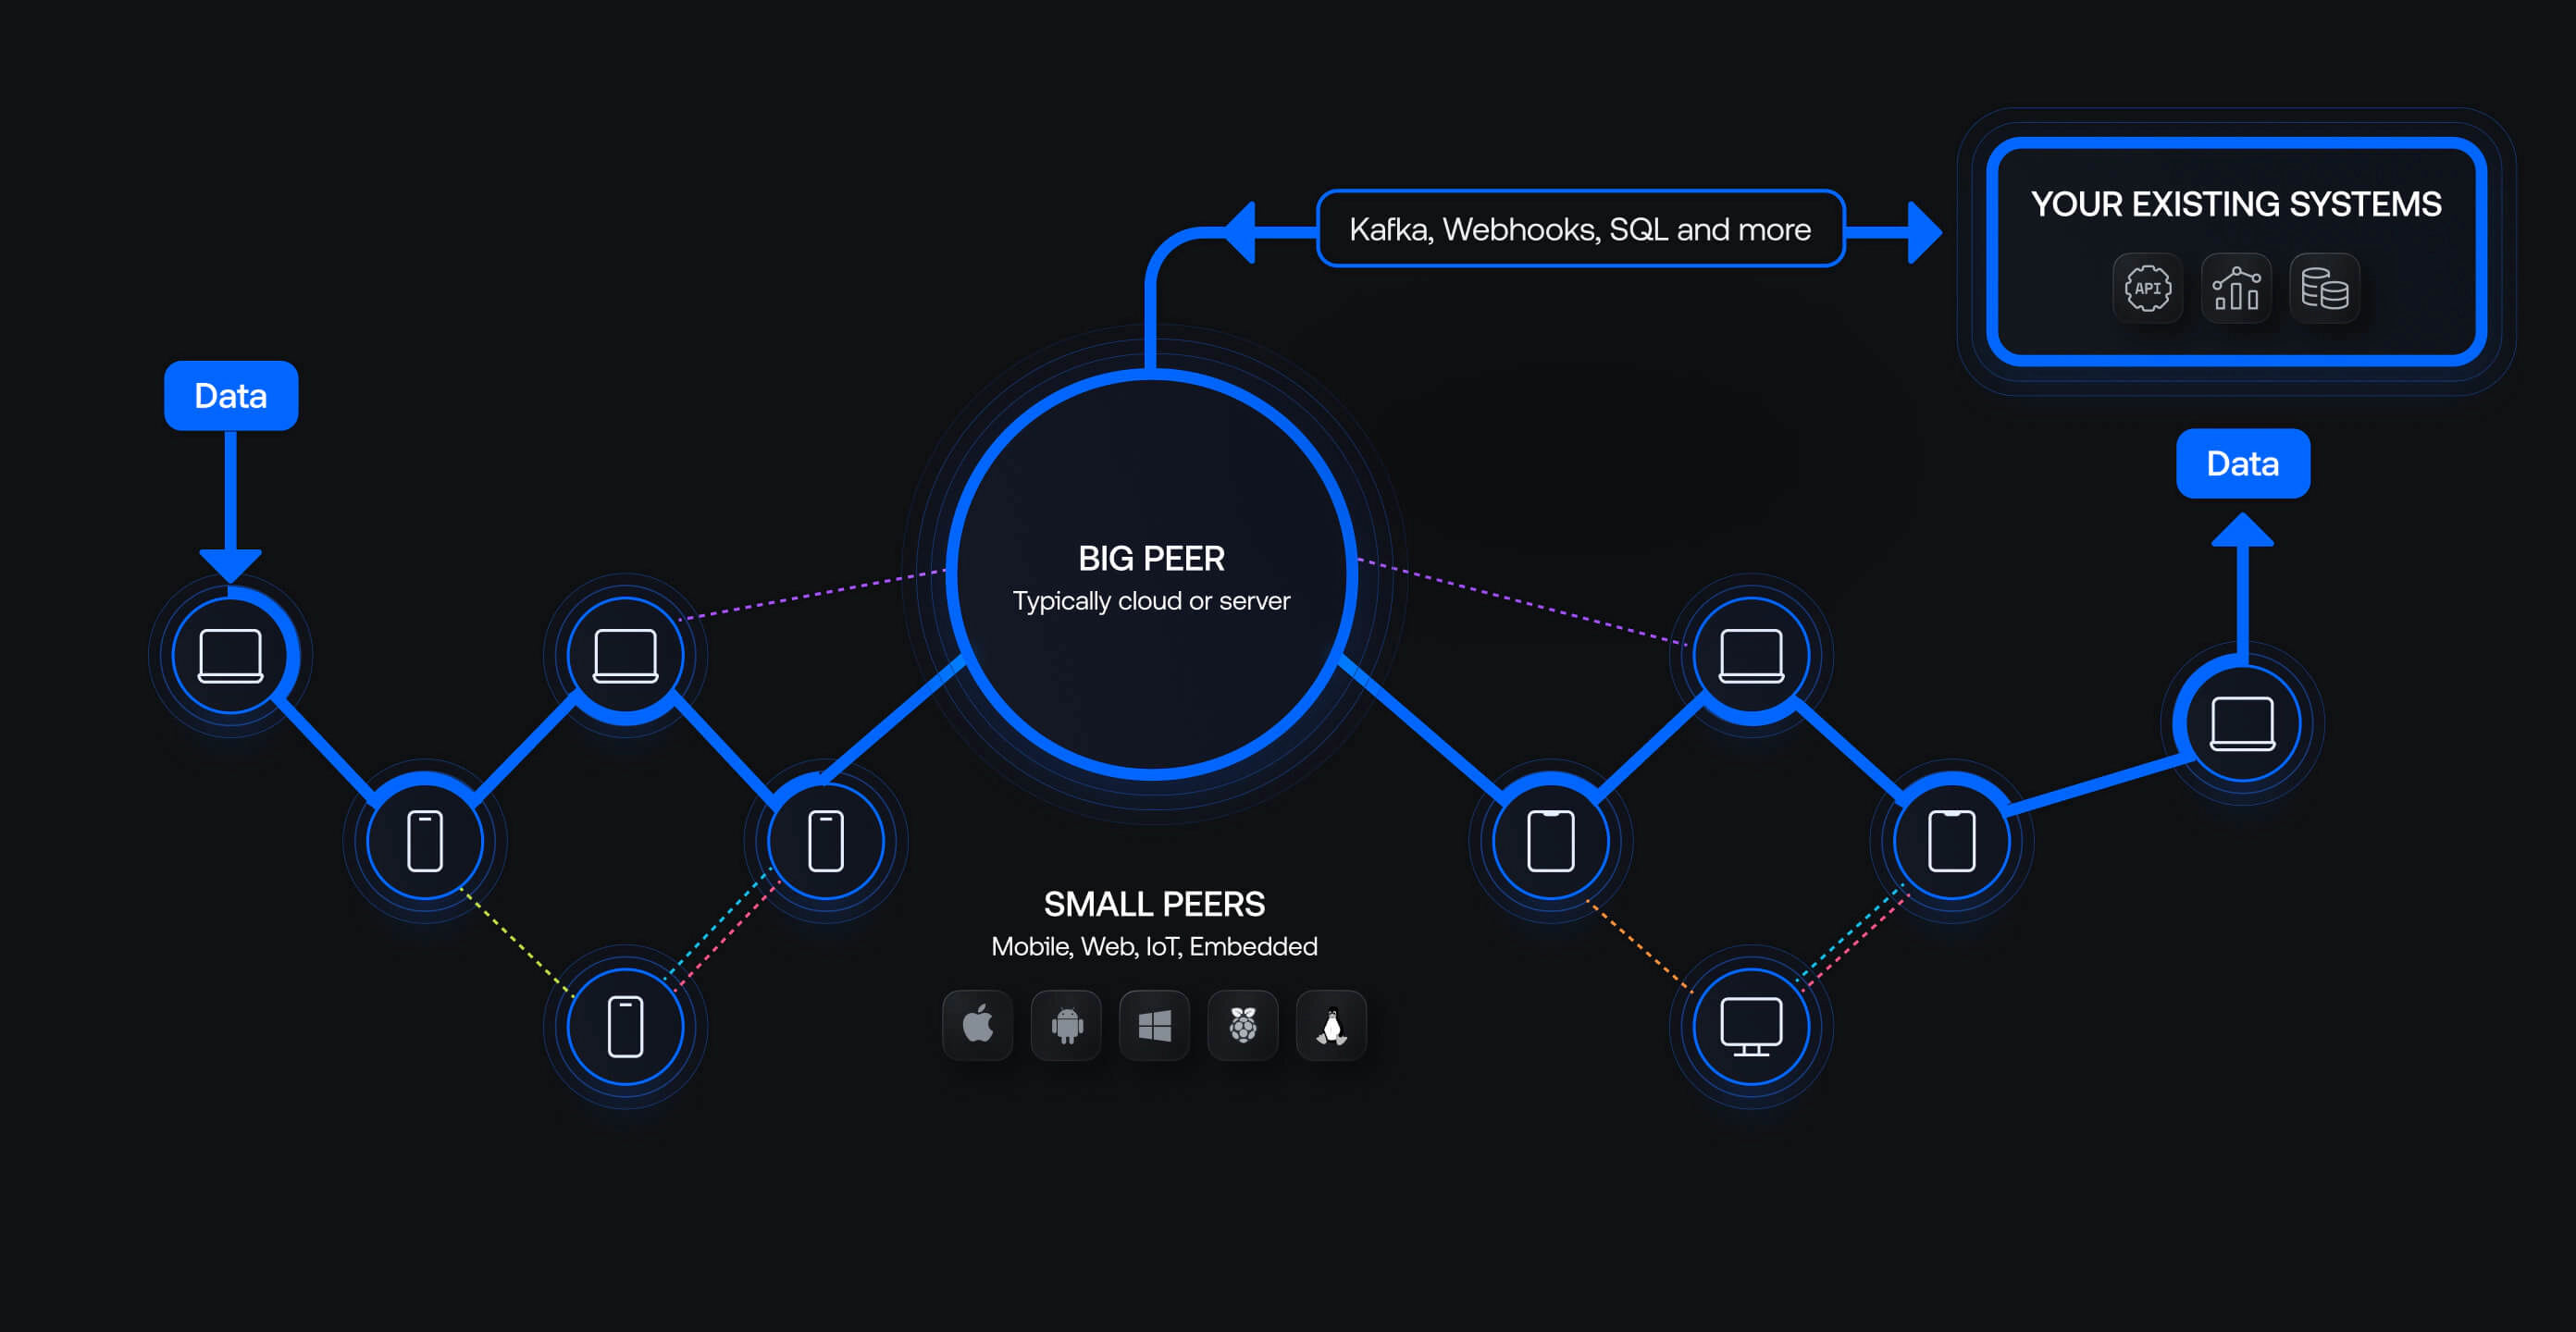 Kafka, Webhooks, SQL and more
YOUR EXISTING SYSTEMS
API
Data
Data
BIG PEER
Typically cloud or server
SMALL PEERS
Mobile, Web, IoT, Embedded